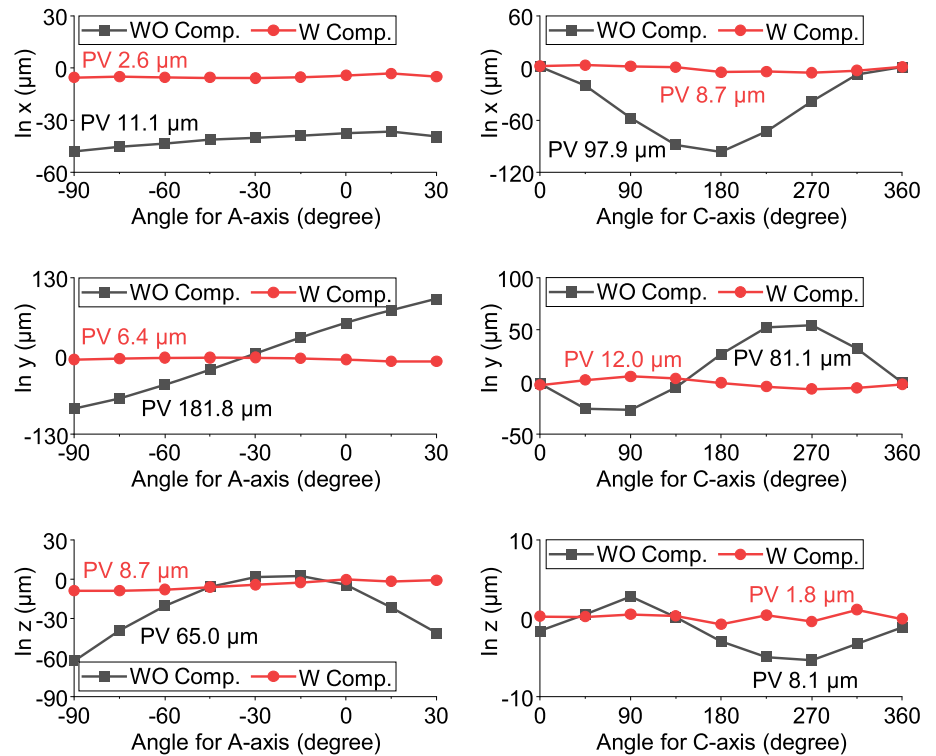 30
0
-30
-60
In x (µm)
WO Comp.
W Comp.
PV 2.6 µm
PV 11.1 µm
-90
-60
-30
0
30
Angle for A-axis (degree)
60
0
-60
-120
In x (µm)
WO Comp.
W Comp.
PV 8.7 µm
PV 97.9 µm
0
90
180
270
360
Angle for C-axis (degree)
130
0
-130
In y (µm)
WO Comp.
W Comp.
PV 6.4 µm
PV 181.8 µm
-90
-60
-30
0
30
Angle for A-axis (degree)
100
50
0
-50
In y (µm)
WO Comp.
W Comp.
PV 12.0 µm
PV 81.1 µm
0
90
180
270
360
Angle for C-axis (degree)
30
0
-30
-60
-90
In z (µm)
PV 8.7 µm
PV 65.0 µm
WO Comp.
W Comp.
-90
-60
-30
0
30
Angle for A-axis (degree)
10
0
-10
In z (µm)
WO Comp.
W Comp.
PV 1.8 µm
PV 8.1 µm
0
90
180
270
360
Angle for C-axis (degree)